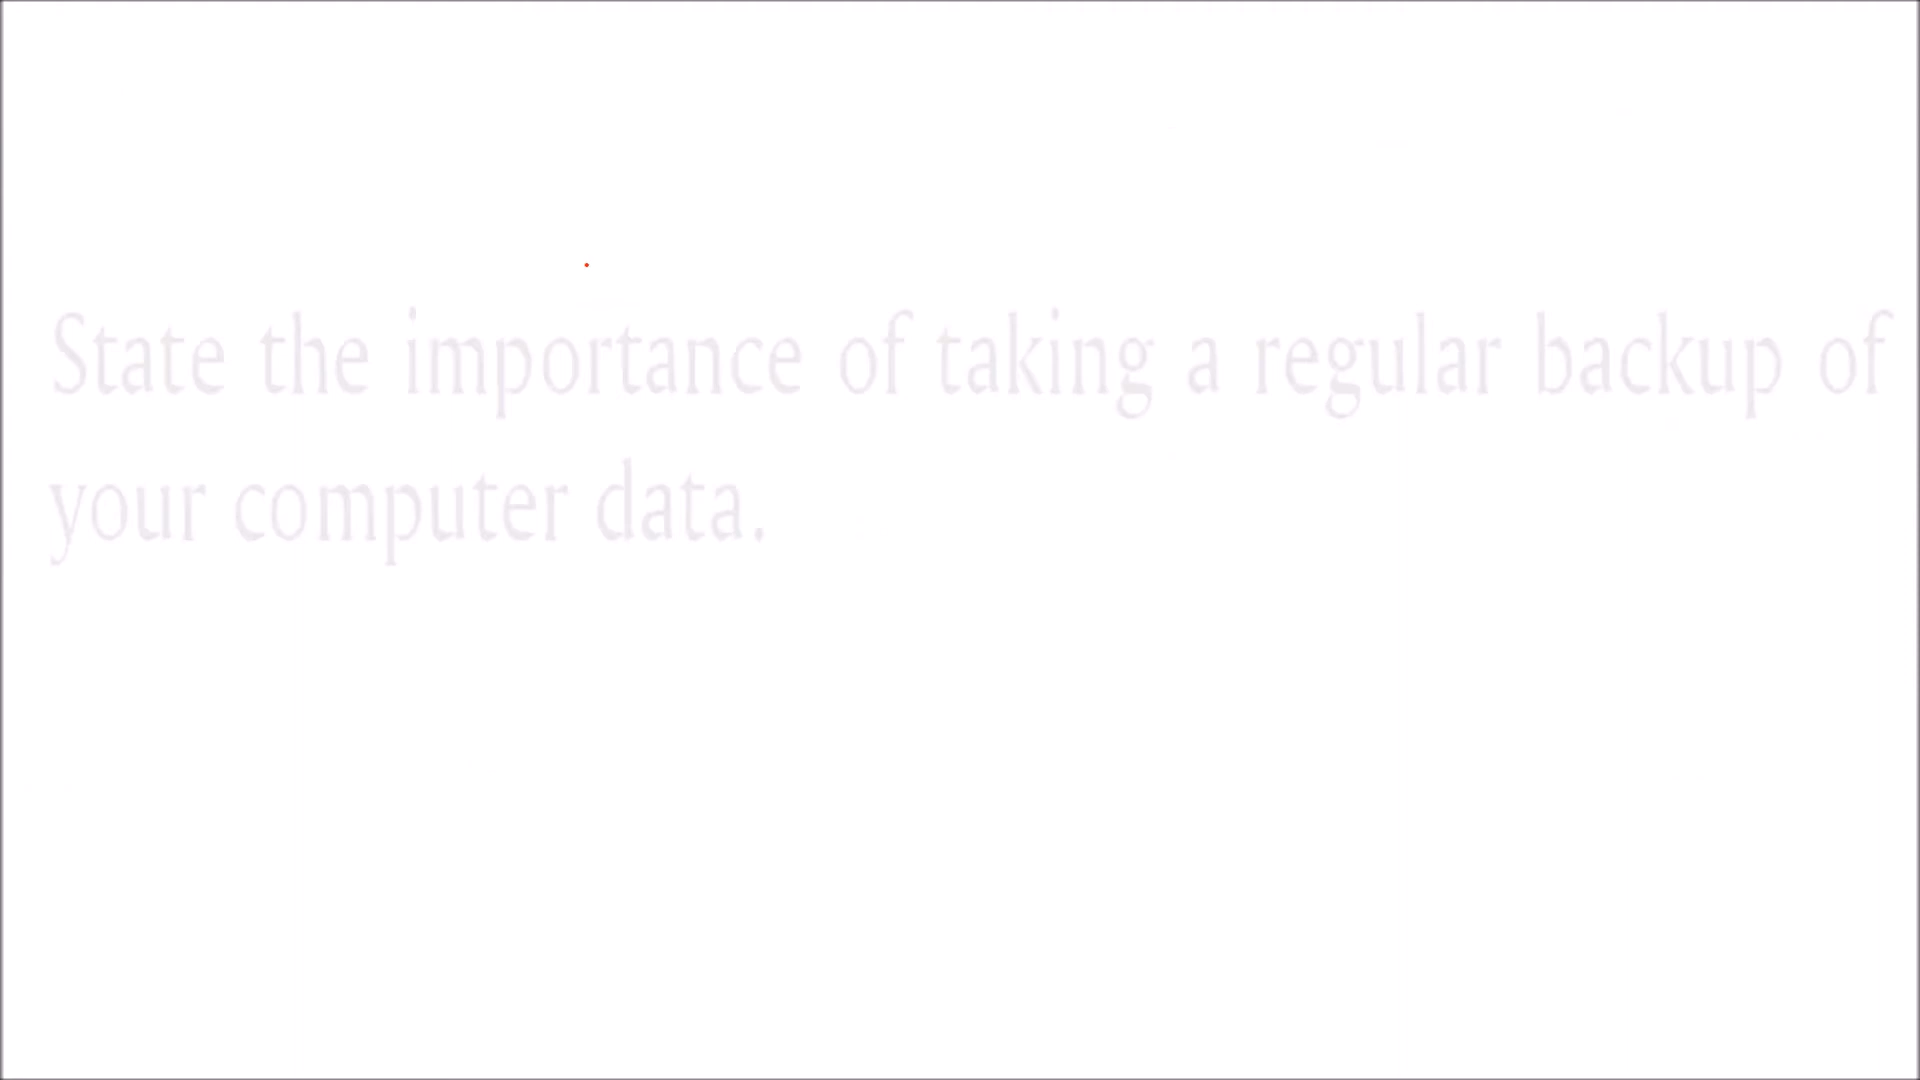 State the importance of taking a regular backup of
your computer data.